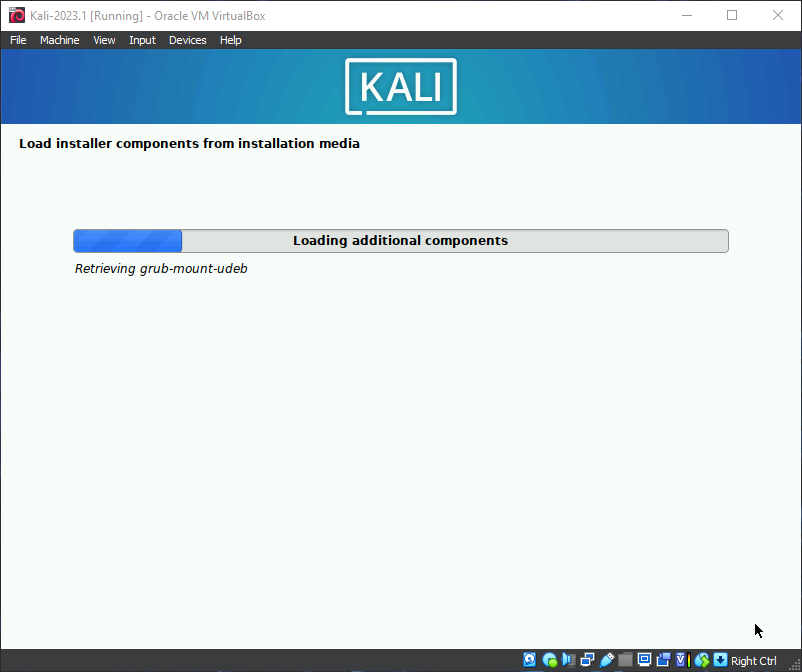 Kali-2023.1 [Running] - Oracle VM VirtualBox
File Machine View Input Devices Help
KALI
Load installer components from installation media
Loading additional components
Retrieving grub-mount-udeb
Right Ctrl